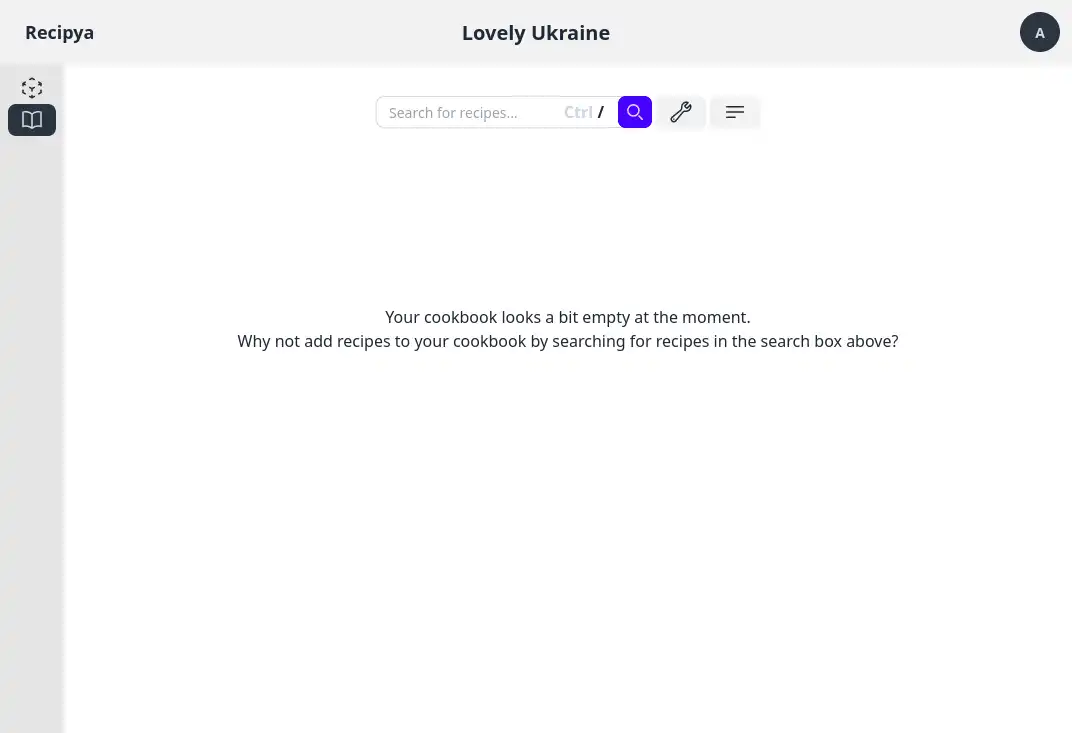 Recipya
Lovely Ukraine
A
Search for recipes... Ctrl /
Your cookbook looks a bit empty at the moment.
Why not add recipes to your cookbook by searching for recipes in the search box above?